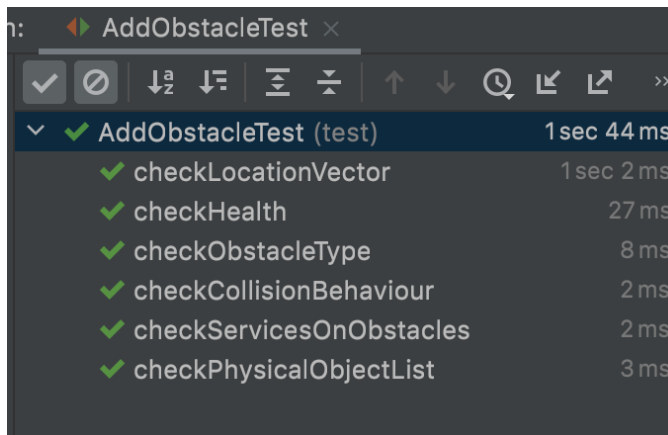 n: AddObstacleTest ×
AddObstacleTest (test) 1 sec 44 ms
checkLocationVector 1 sec 2 ms
checkHealth 27 ms
checkObstacleType 8 ms
checkCollisionBehaviour 2 ms
checkServicesOnObstacles 2 ms
checkPhysicalObjectList 3 ms